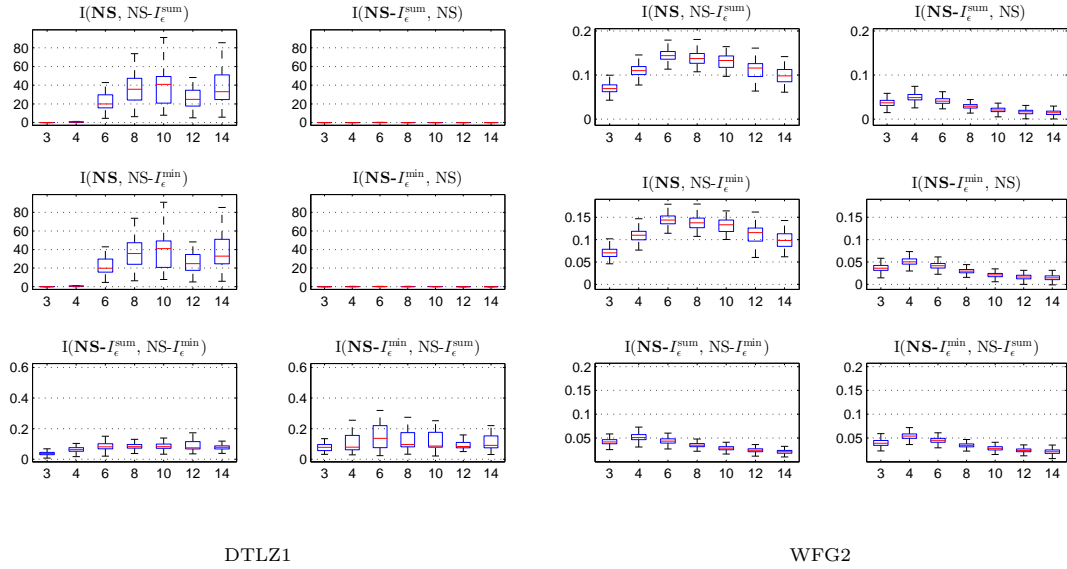 I(NS, NS-I_ϵ^sum)
80
60
40
20
0
3 4 6 8 10 12 14
I(NS-I_ϵ^sum, NS)
80
60
40
20
0
3 4 6 8 10 12 14
I(NS, NS-I_ϵ^sum)
0.2
0.1
0
3 4 6 8 10 12 14
I(NS-I_ϵ^sum, NS)
0.2
0.1
0
3 4 6 8 10 12 14
I(NS, NS-I_ϵ^min)
80
60
40
20
0
3 4 6 8 10 12 14
I(NS-I_ϵ^min, NS)
80
60
40
20
0
3 4 6 8 10 12 14
I(NS, NS-I_ϵ^min)
0.15
0.1
0.05
0
3 4 6 8 10 12 14
I(NS-I_ϵ^min, NS)
0.2
0.15
0.1
0.05
0
3 4 6 8 10 12 14
I(NS-I_ϵ^sum, NS-I_ϵ^min)
0.6
0.4
0.2
0
3 4 6 8 10 12 14
I(NS-I_ϵ^min, NS-I_ϵ^sum)
0.6
0.4
0.2
0
3 4 6 8 10 12 14
I(NS-I_ϵ^sum, NS-I_ϵ^min)
0.2
0.15
0.1
0.05
3 4 6 8 10 12 14
I(NS-I_ϵ^min, NS-I_ϵ^sum)
0.2
0.15
0.1
0.05
3 4 6 8 10 12 14
DTLZ1
WFG2